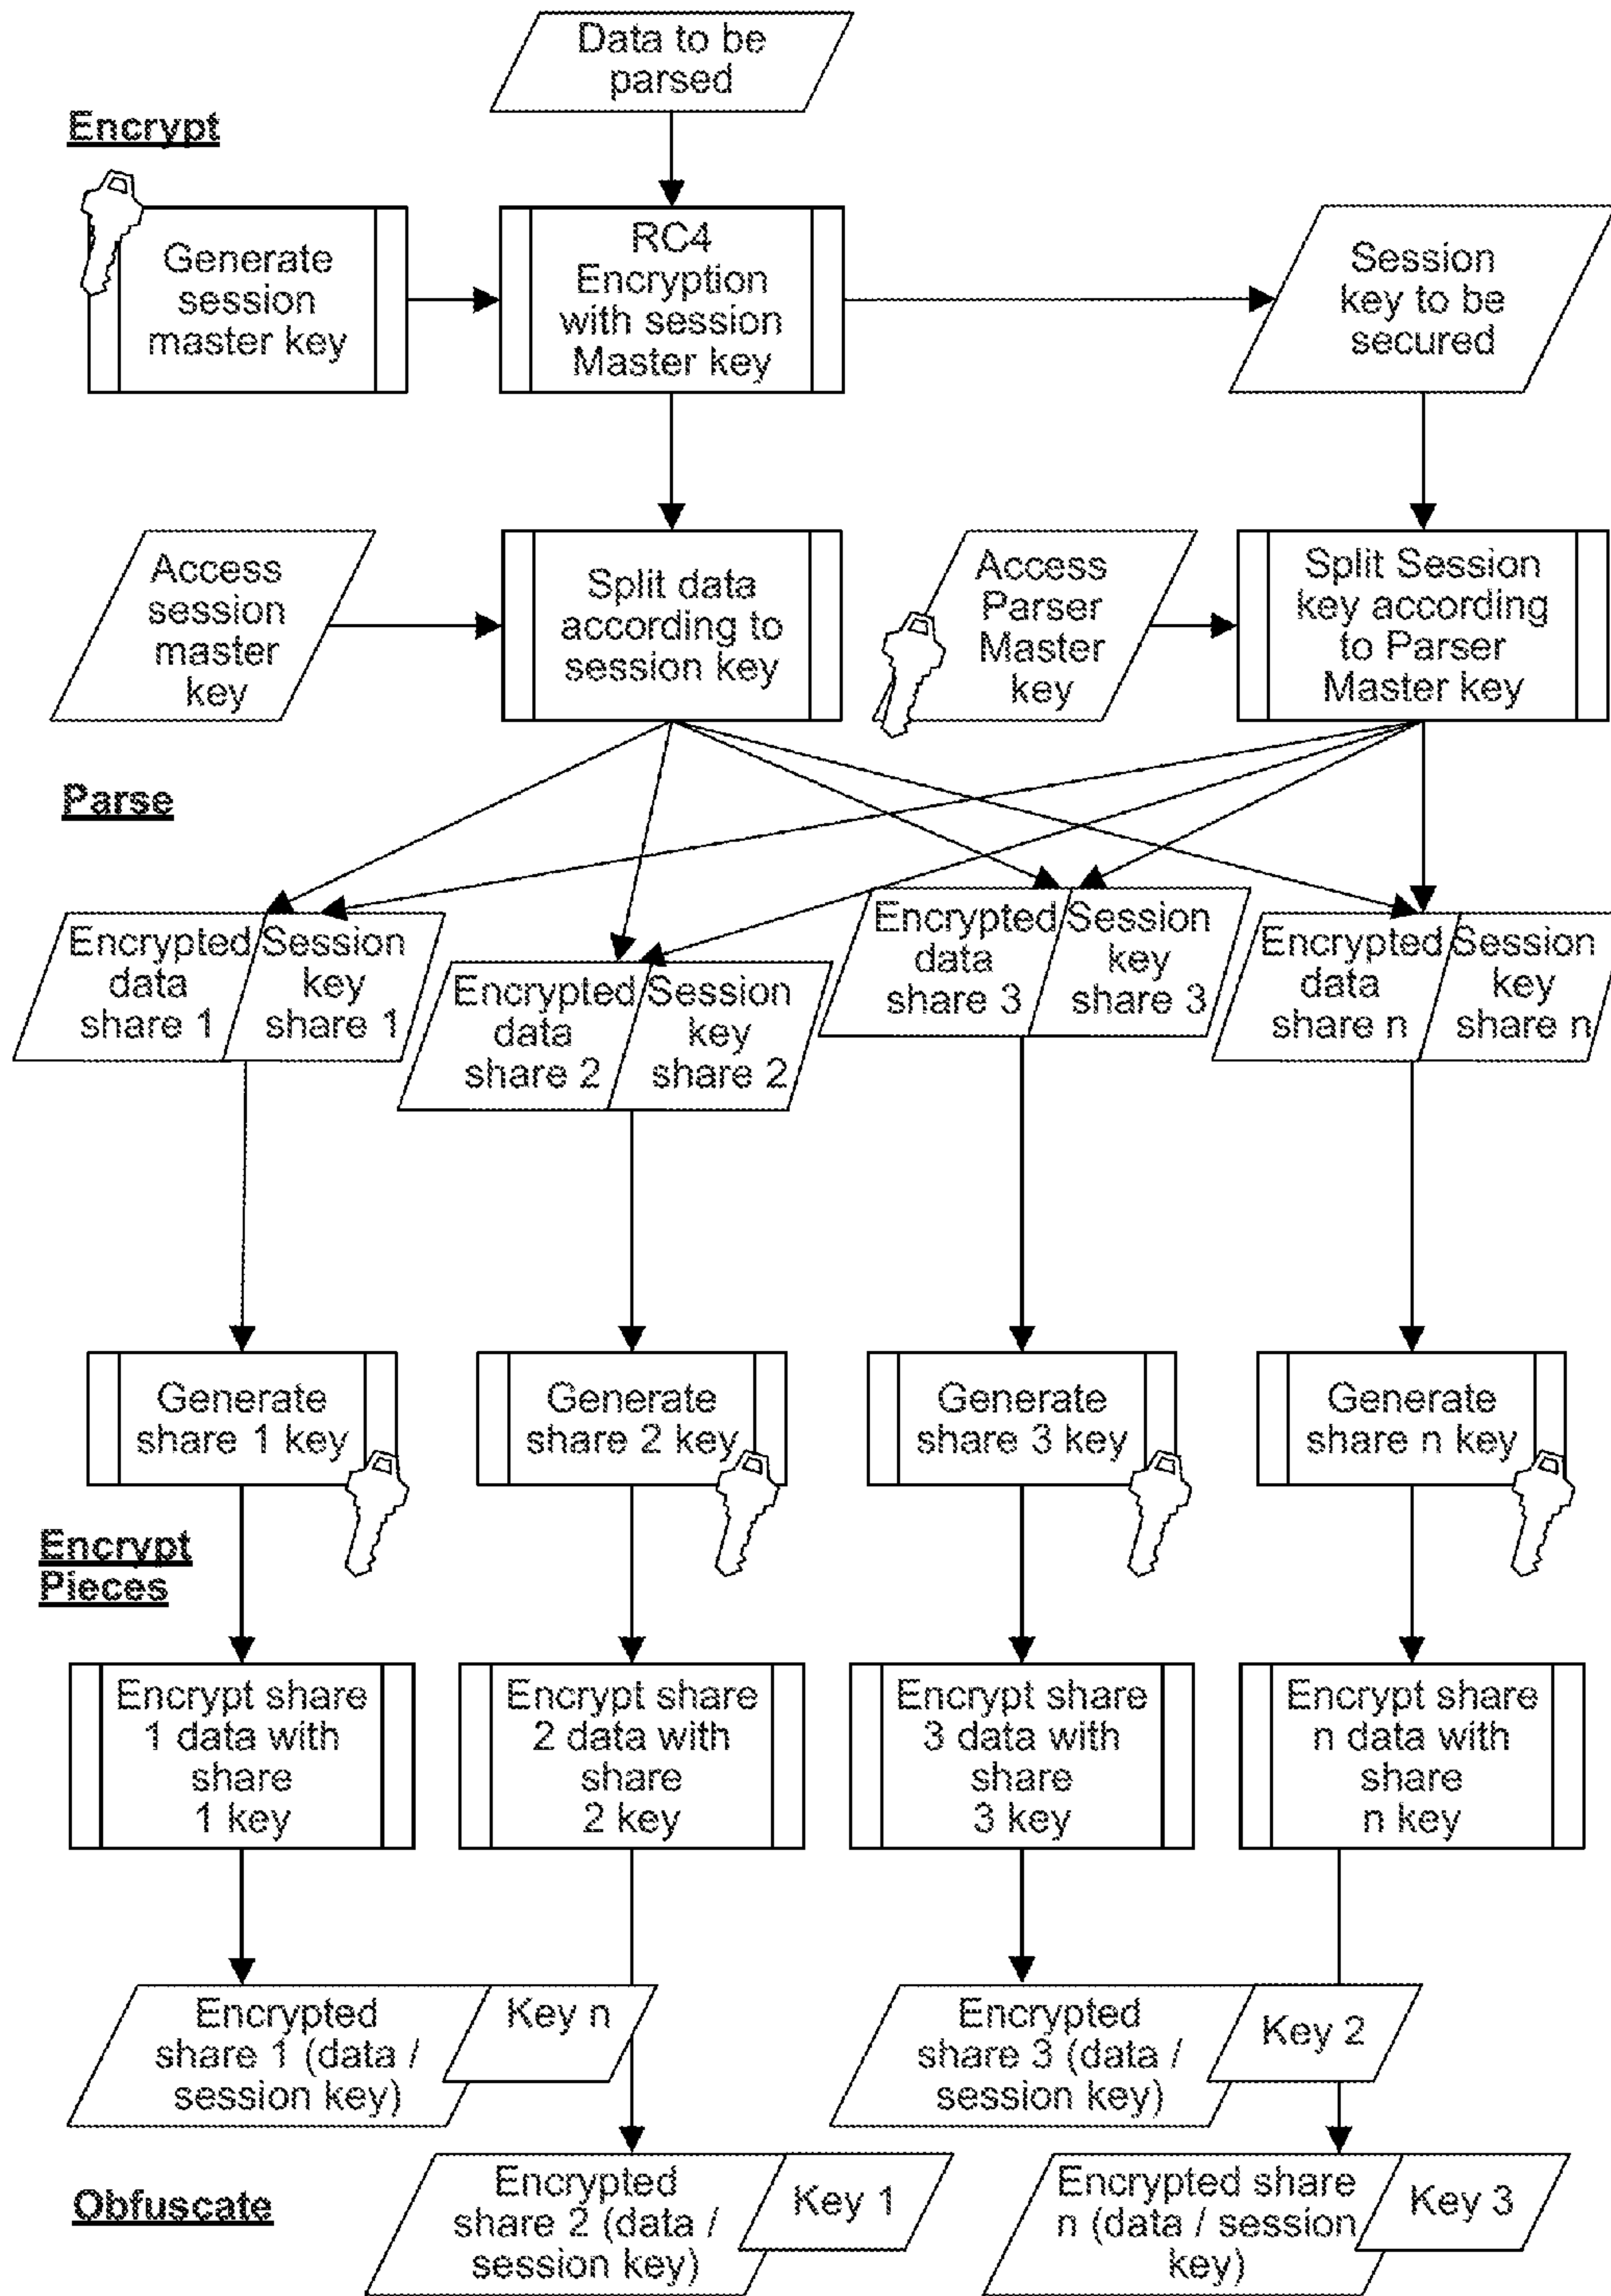 Data to be
parsed
Encrypt
Generate
session
master key
RC4
Encryption
with session
Master key
Session
key to be
secured
Access
session
master
key
Split data
according to
session key
Access
Parser
Master
key
Split Session
key according
to Parser
Master key
Parse
Encrypted
data
share 1
Session
key
share 1
Encrypted
data
share 2
Session
key
share 2
Encrypted
data
share 3
Session
key
share 3
Encrypted
data
share n
Session
key
share n
Generate
share 1 key
Generate
share 2 key
Generate
share 3 key
Generate
share n key
Encrypt
Pieces
Encrypt share
1 data with
share
1 key
Encrypt share
2 data with
share
2 key
Encrypt share
3 data with
share
3 key
Encrypt share
n data with
share
n key
Encrypted
share 1 (data /
session key)
Key n
Encrypted
share 3 (data /
session key)
Key 2
Obfuscate
Encrypted
share 2 (data /
session key)
Key 1
Encrypted share
n (data / session
key)
Key 3